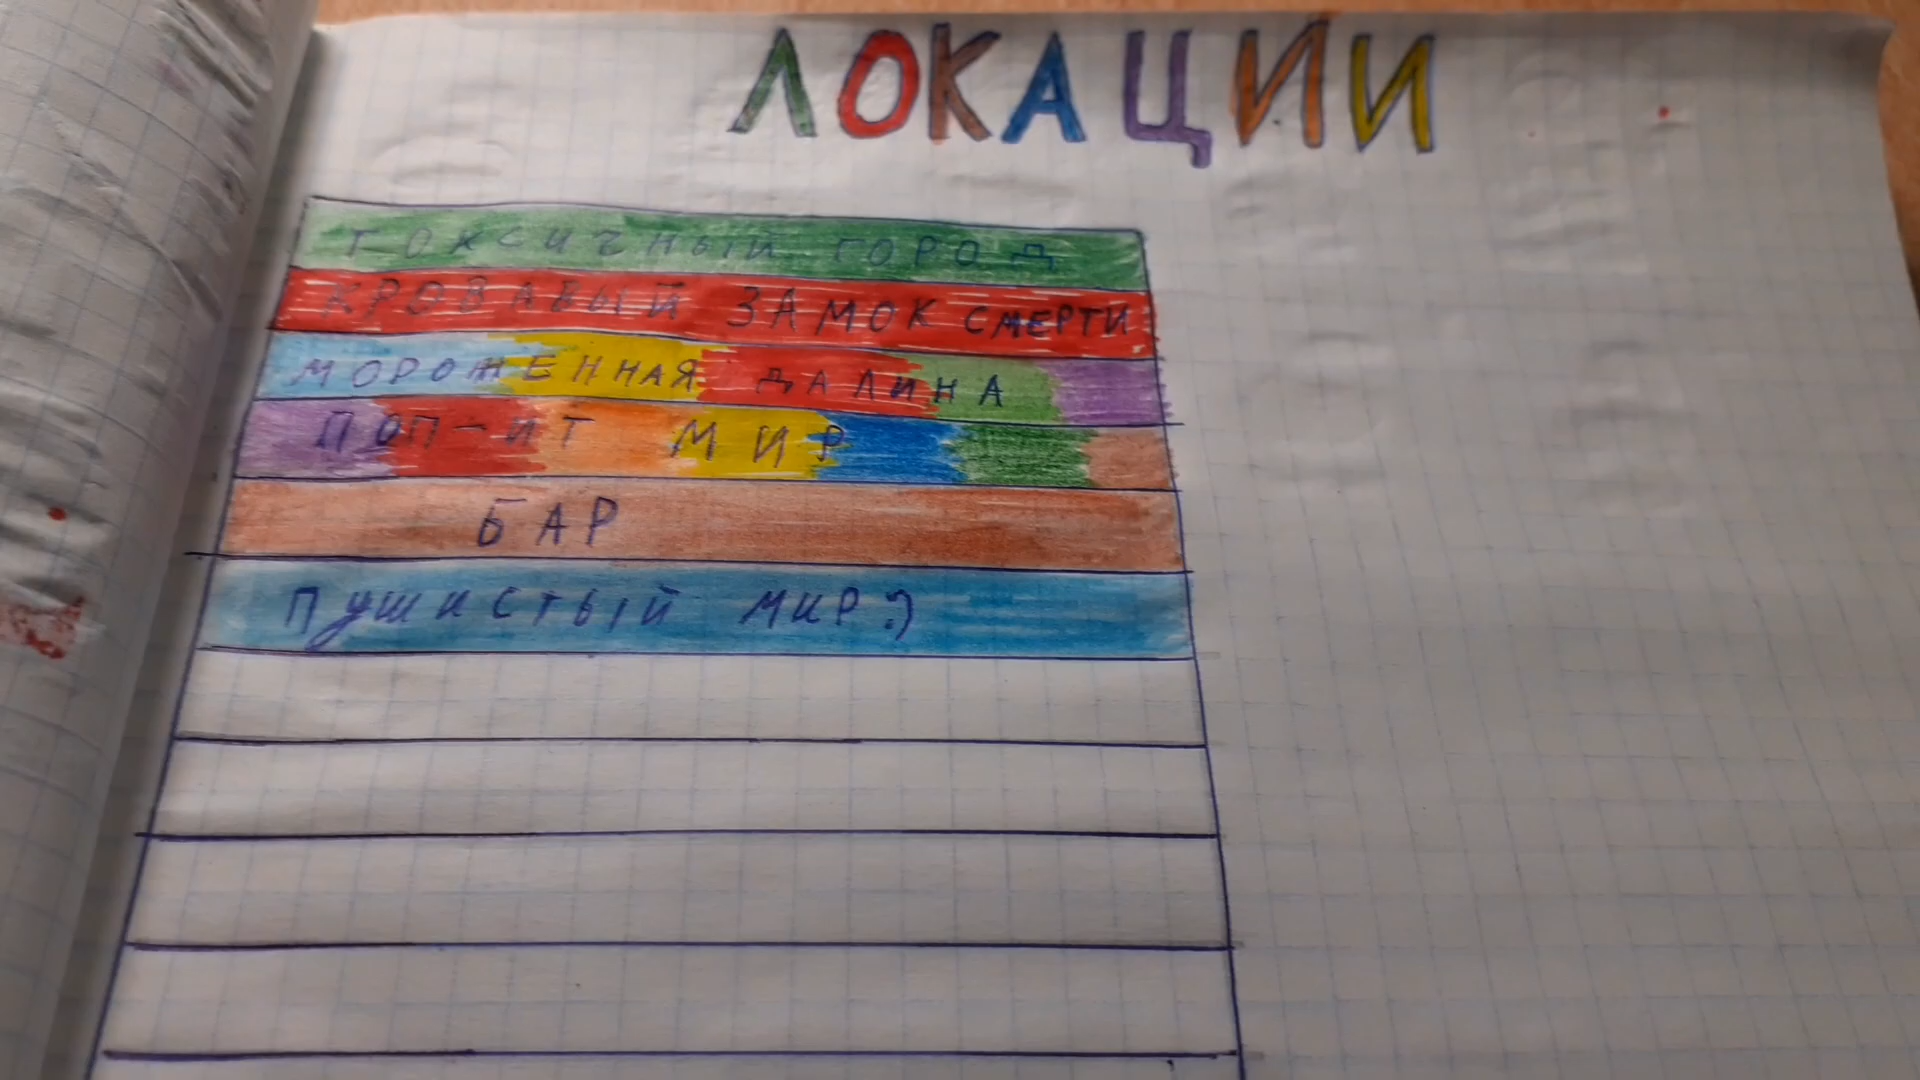 ЛОКАЦИИ
ТОКСИЧНЫЙ ГОРОД
КРОВАВЫЙ ЗАМОК СМЕРТИ
МОРОЖЕННАЯ ДАЛИНА
ПОП-ИТ МИР
БАР
ПУШИСТЫЙ МИР:)